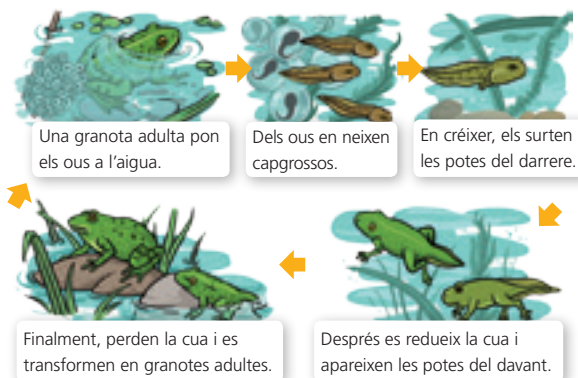 Una granota adulta pon
els ous a l'aigua.
Dels ous en neixen
capgrossos.
En créixer, els surten
les potes del darrere.
Després es redueix la cua i
apareixen les potes del davant.
Finalment, perden la cua i es
transformen en granotes adultes.